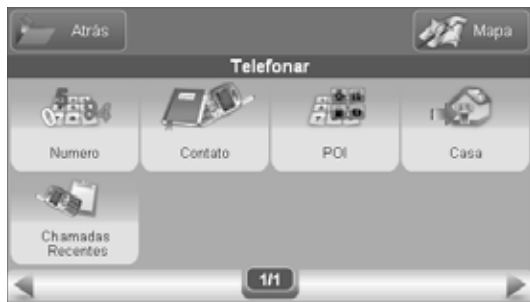 Atrás
Mapa
Telefonar
Numero
Contato
POI
Casa
Chamadas
Recentes
1/1